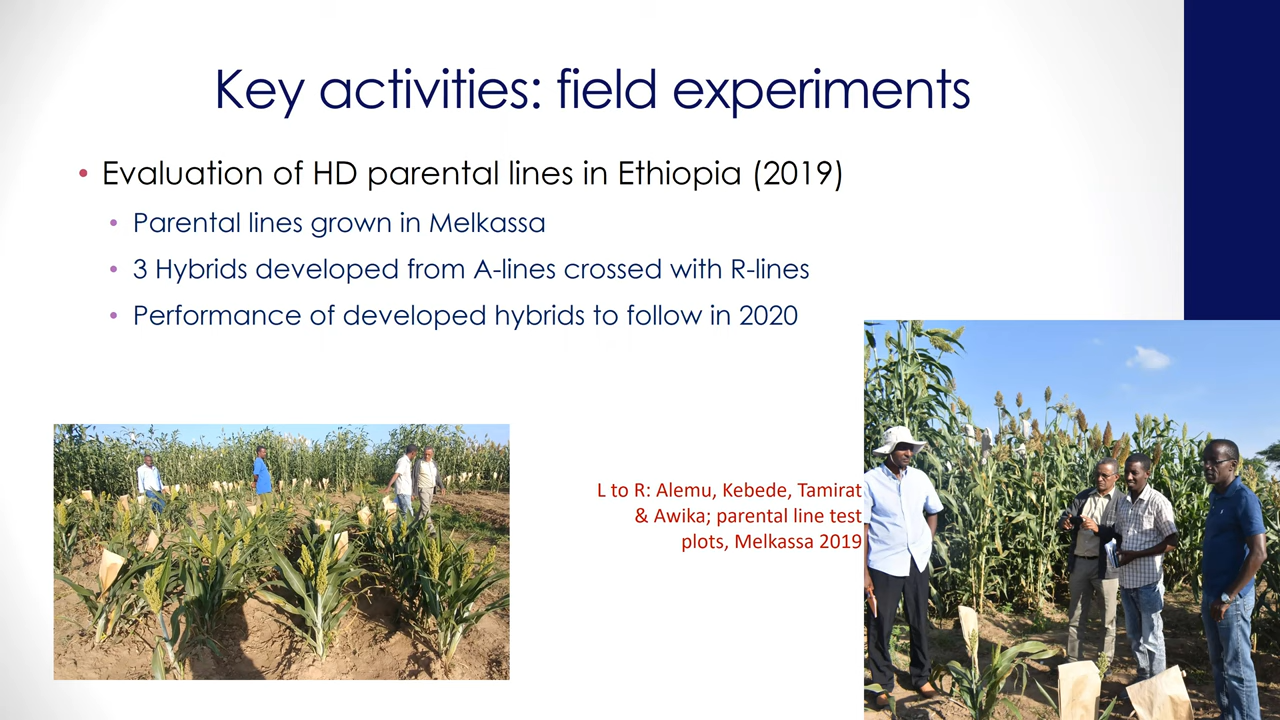 Key activities: field experiments
• Evaluation of HD parental lines in Ethiopia (2019)
• Parental lines grown in Melkassa
• 3 Hybrids developed from A-lines crossed with R-lines
• Performance of developed hybrids to follow in 2020
L to R: Alemu, Kebede, Tamirat
& Awika; parental line test
plots, Melkassa 2019